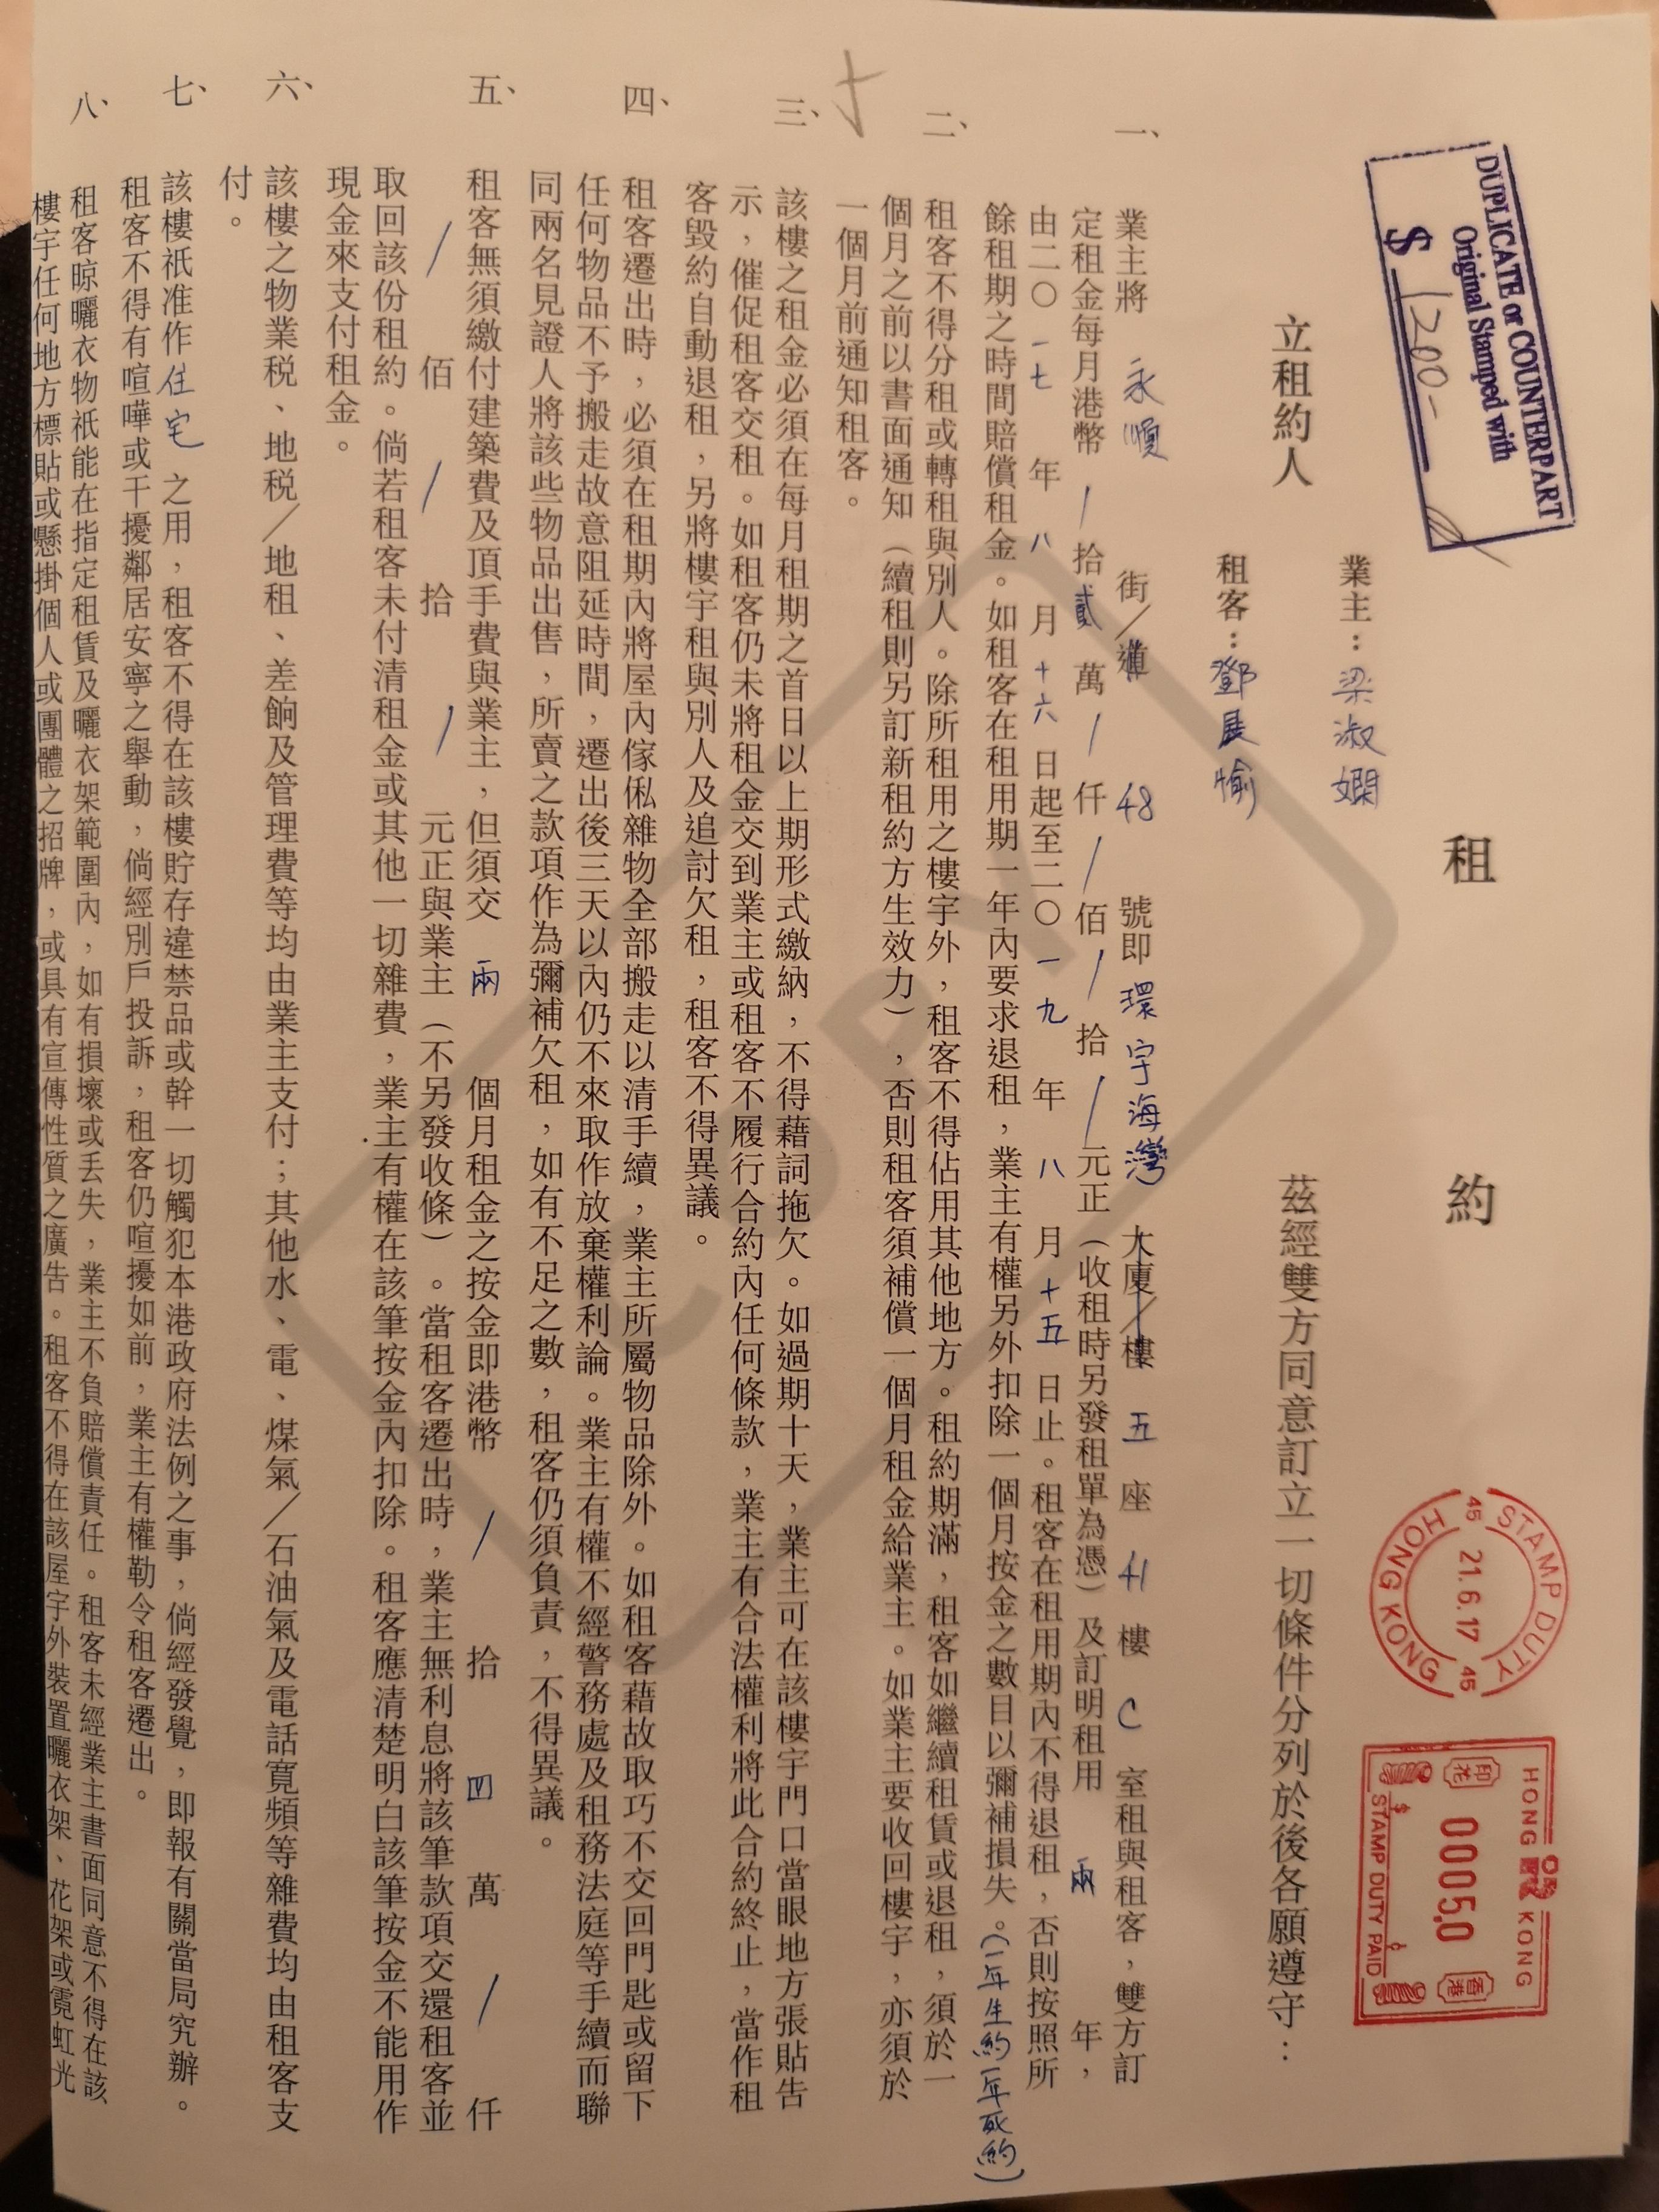 DUPLICATE or COUNTERPART
Original Stamped with
$ 1200-
STAMP DUTY
45 21.6.17 45
HONG KONG
HONG KONG
印花 00050 香港
STAMP DUTY PAID
租約
業主：梁淑嫻
立租約人
茲經雙方同意訂立一切條件分列於後各願遵守：
租客：鄧展愉
一、業主將 永順 街／道 48 號即 環宇海灣 大廈／樓 五 座 41 樓 C 室租與租客，雙方訂
定租金每月港幣 / 拾 貳 萬 / 仟 / 佰 / 拾 / 元正（收租時另發租單為憑）及訂明租用 兩 年，
由二〇 一七 年 八 月 十六 日起至二〇 一九 年 八 月 十五 日止。租客在租用期內不得退租，否則按照所
餘租期之時間賠償租金。如租客在租用期一年內要求退租，業主有權另外扣除一個月按金之數目以彌補損失。(一年生約一年死約)
二、租客不得分租或轉租與別人。除所租用之樓宇外，租客不得佔用其他地方。租約期滿，租客如繼續租賃或退租，須於一
個月之前以書面通知（續租則另訂新租約方生效力），否則租客須補償一個月租金給業主。如業主要收回樓宇，亦須於
一個月前通知租客。
三、該樓之租金必須在每月租期之首日以上期形式繳納，不得藉詞拖欠。如過期十天，業主可在該樓宇門口當眼地方張貼告
示，催促租客交租。如租客仍未將租金交到業主或租客不履行合約內任何條款，業主有合法權利將此合約終止，當作租
客毀約自動退租，另將樓宇租與別人及追討欠租，租客不得異議。
四、租客遷出時，必須在租期內將屋內傢俬雜物全部搬走以清手續，業主所屬物品除外。如租客藉故取巧不交回門匙或留下
任何物品不予搬走故意阻延時間，遷出後三天以內仍不來取作放棄權利論。業主有權不經警務處及租務法庭等手續而聯
同兩名見證人將該些物品出售，所賣之款項作為彌補欠租，如有不足之數，租客仍須負責，不得異議。
五、租客無須繳付建築費及頂手費與業主，但須交 兩 個月租金之按金即港幣 / 拾 四 萬 / 仟
/ 佰 / 拾 / 元正與業主（不另發收條）。當租客遷出時，業主無利息將該筆款項交還租客並
取回該份租約。倘若租客未付清租金或其他一切雜費，業主有權在該筆按金內扣除。租客應清楚明白該筆按金不能用作
現金來支付租金。
六、該樓之物業稅、地稅／地租、差餉及管理費等均由業主支付；其他水、電、煤氣／石油氣及電話寬頻等雜費均由租客支
付。
七、該樓祇准作 住宅 之用，租客不得在該樓貯存違禁品或幹一切觸犯本港政府法例之事，倘經發覺，即報有關當局究辦。
租客不得有喧嘩或干擾鄰居安寧之舉動，倘經別戶投訴，租客仍喧擾如前，業主有權勒令租客遷出。
八、租客晾曬衣物祇能在指定租賃及曬衣架範圍內，如有損壞或丟失，業主不負賠償責任。租客未經業主書面同意不得在該
樓宇任何地方標貼或懸掛個人或團體之招牌，或具有宣傳性質之廣告。租客不得在該屋宇外裝置曬衣架、花架或霓虹光
COPY